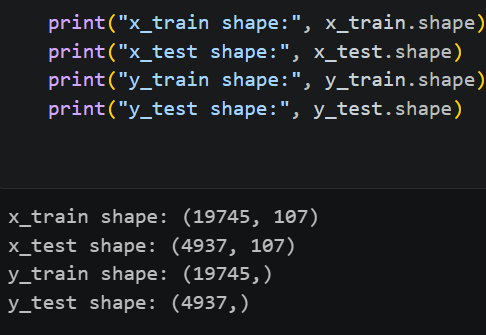 print("x_train shape:", x_train.shape)
print("x_test shape:", x_test.shape)
print("y_train shape:", y_train.shape)
print("y_test shape:", y_test.shape)
x_train shape: (19745, 107)
x_test shape: (4937, 107)
y_train shape: (19745,)
y_test shape: (4937,)